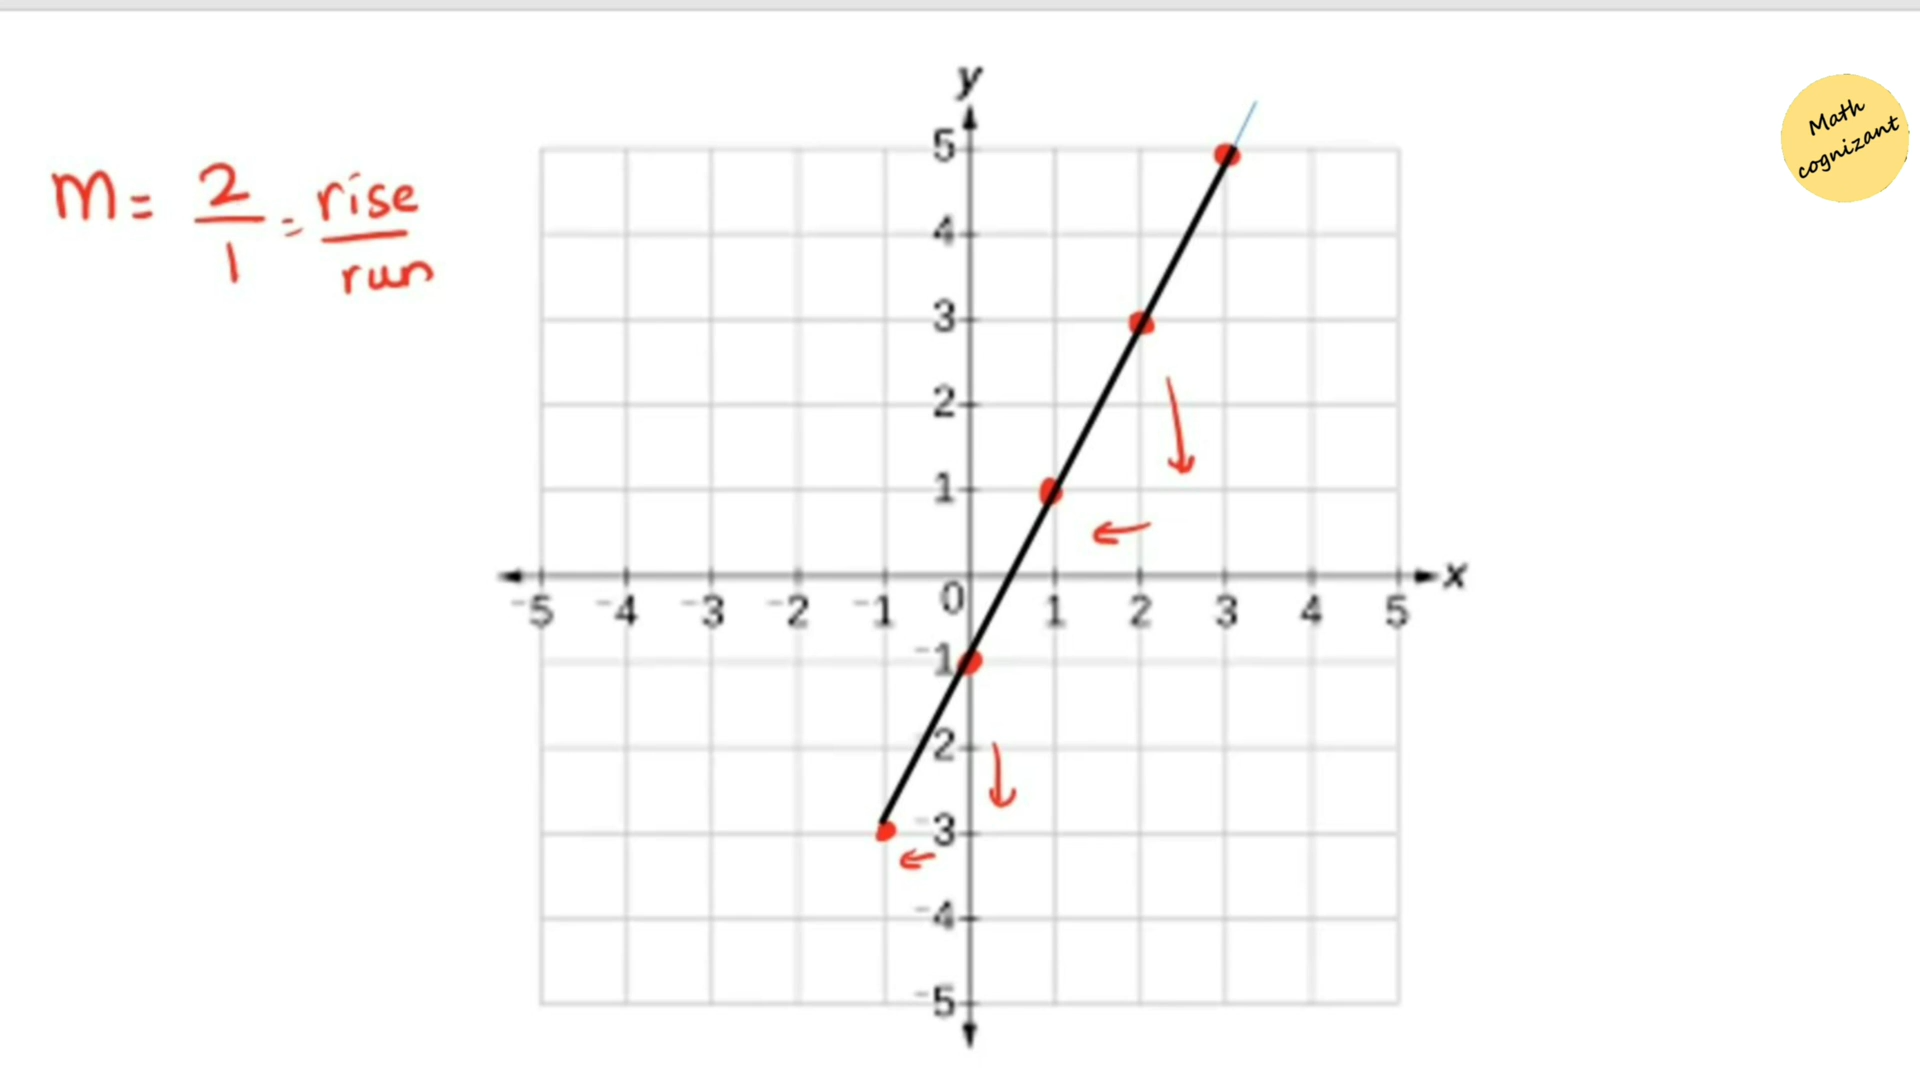 y
Math
cognizant
m = 2/1 = rise/run
5
4
3
2
1
x
-5 -4 -3 -2 -1 0 1 2 3 4 5
-1
-2
-3
-4
-5